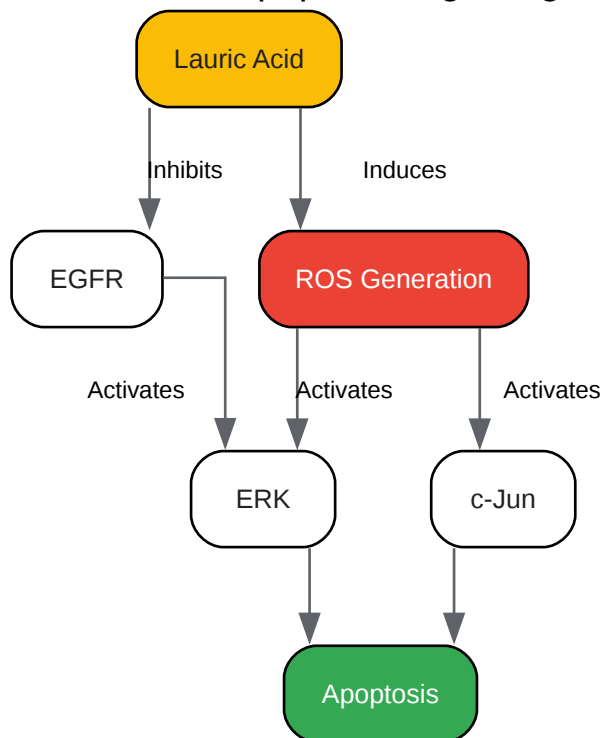 Lauric Acid
Inhibits
Induces
EGFR
ROS Generation
Activates
Activates
Activates
ERK
c-Jun
Apoptosis